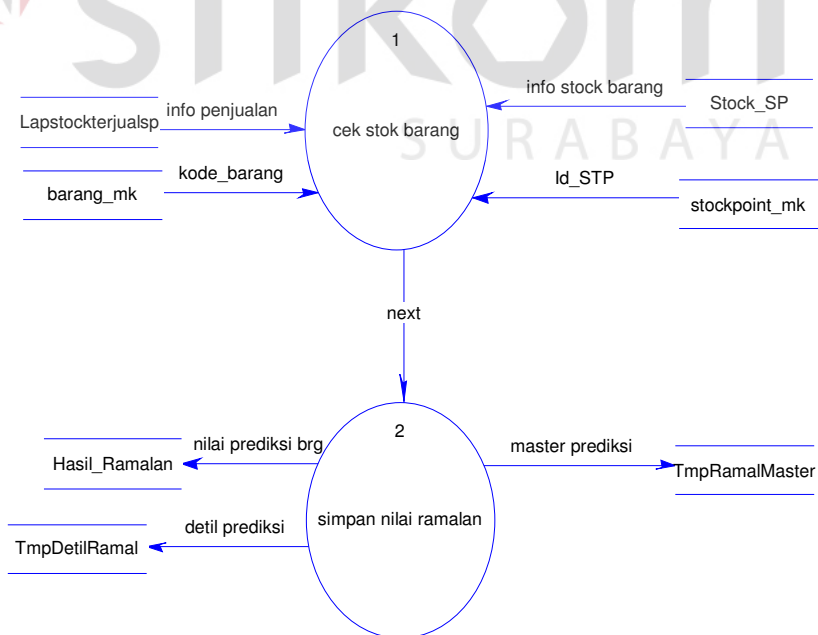 stikom
SURABAYA
1
cek stok barang
Lapstockterjualsp
info penjualan
info stock barang
Stock_SP
barang_mk
kode_barang
Id_STP
stockpoint_mk
next
2
simpan nilai ramalan
Hasil_Ramalan
nilai prediksi brg
master prediksi
TmpRamalMaster
TmpDetilRamal
detil prediksi